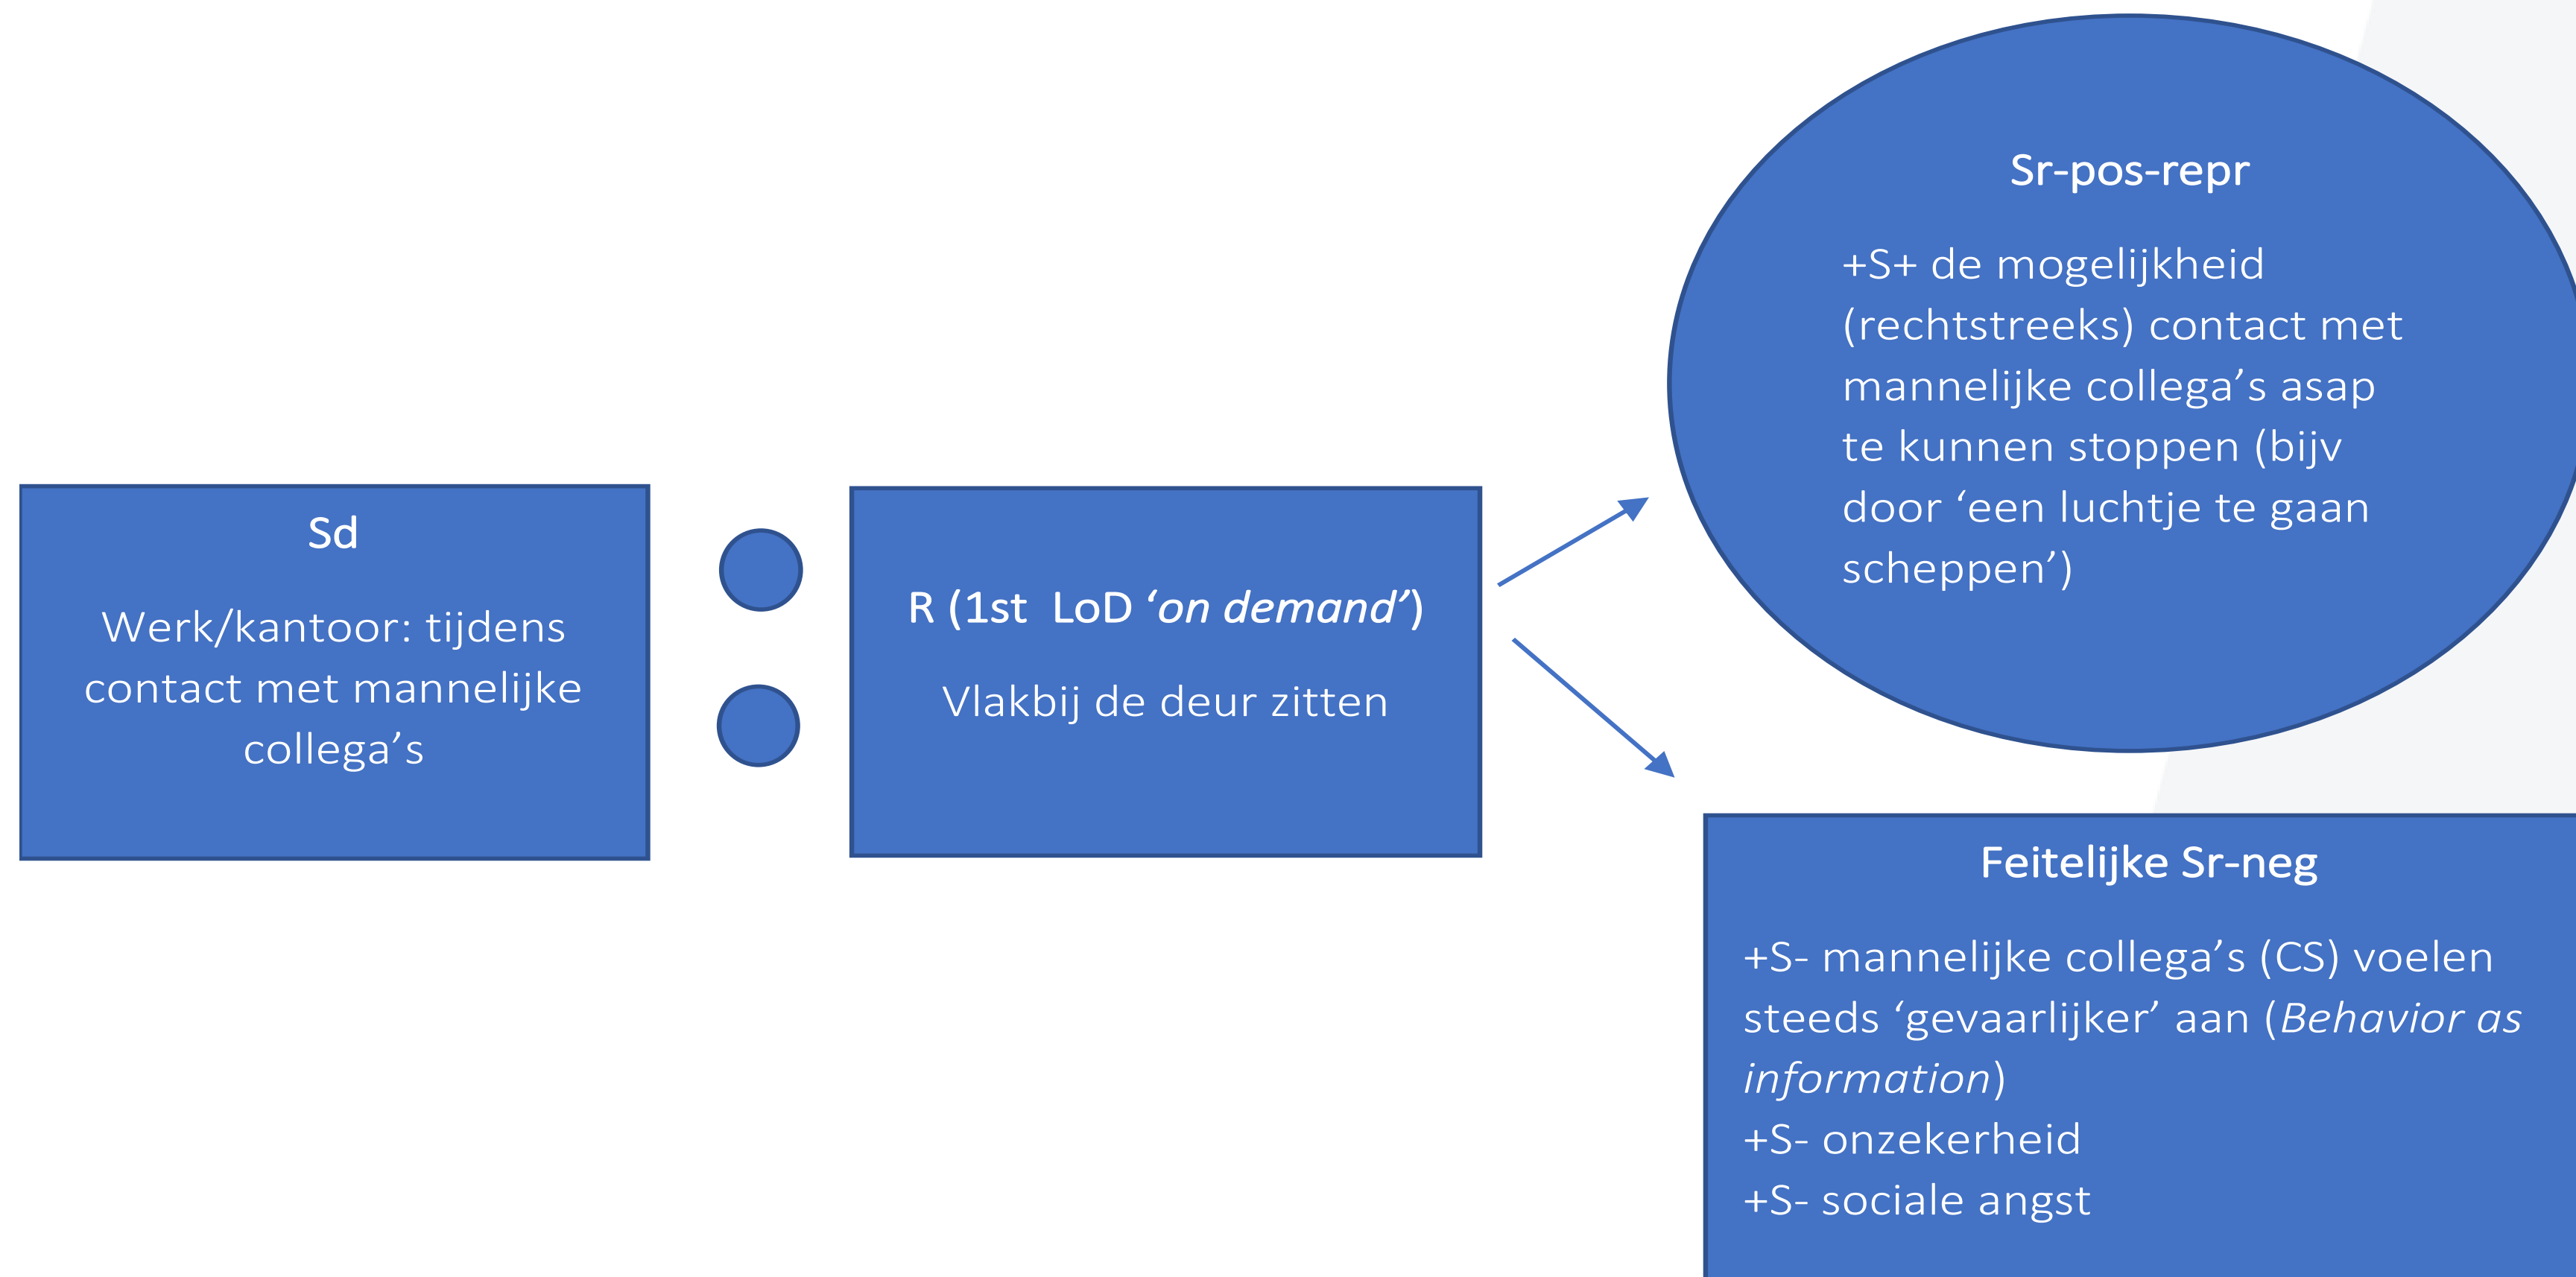 Sd
Werk/kantoor: tijdens
contact met mannelijke
collega’s
R (1st  LoD ‘on demand’)
Vlakbij de deur zitten
Sr-pos-repr
+S+ de mogelijkheid
(rechtstreeks) contact met
mannelijke collega’s asap
te kunnen stoppen (bijv
door ‘een luchtje te gaan
scheppen’)
Feitelijke Sr-neg
+S- mannelijke collega’s (CS) voelen
steeds ‘gevaarlijker’ aan (Behavior as
information)
+S- onzekerheid
+S- sociale angst